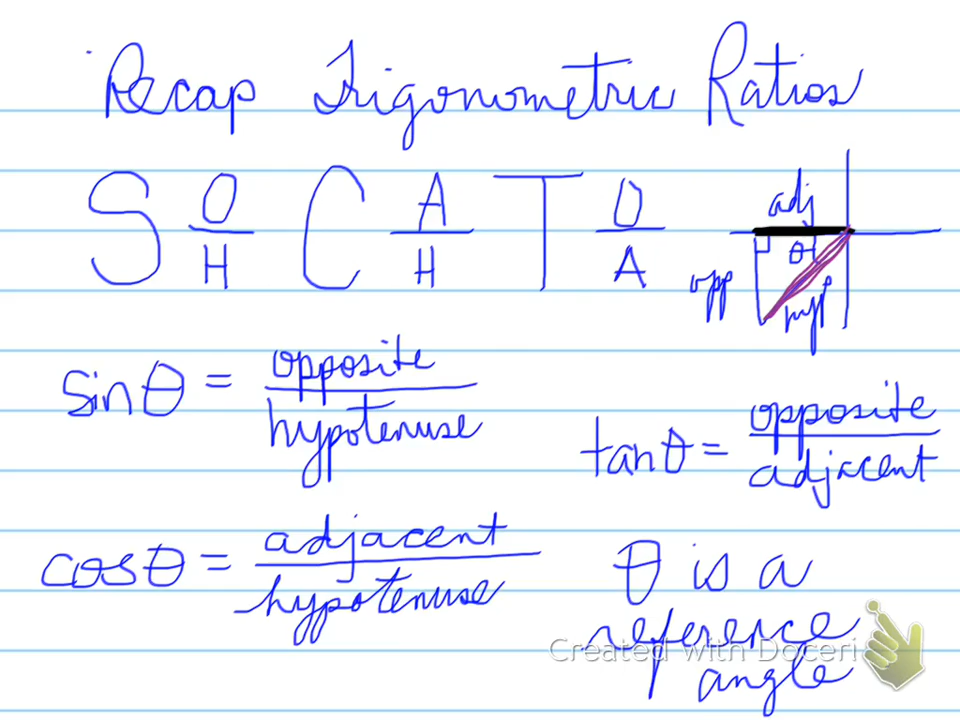 Recap Trigonometric Ratios
S O/H C A/H T O/A
adj
θ
opp
hyp
sinθ = opposite/hypotenuse
tanθ = opposite/adjacent
cosθ = adjacent/hypotenuse
θ is a
reference
angle
Created with Doceri